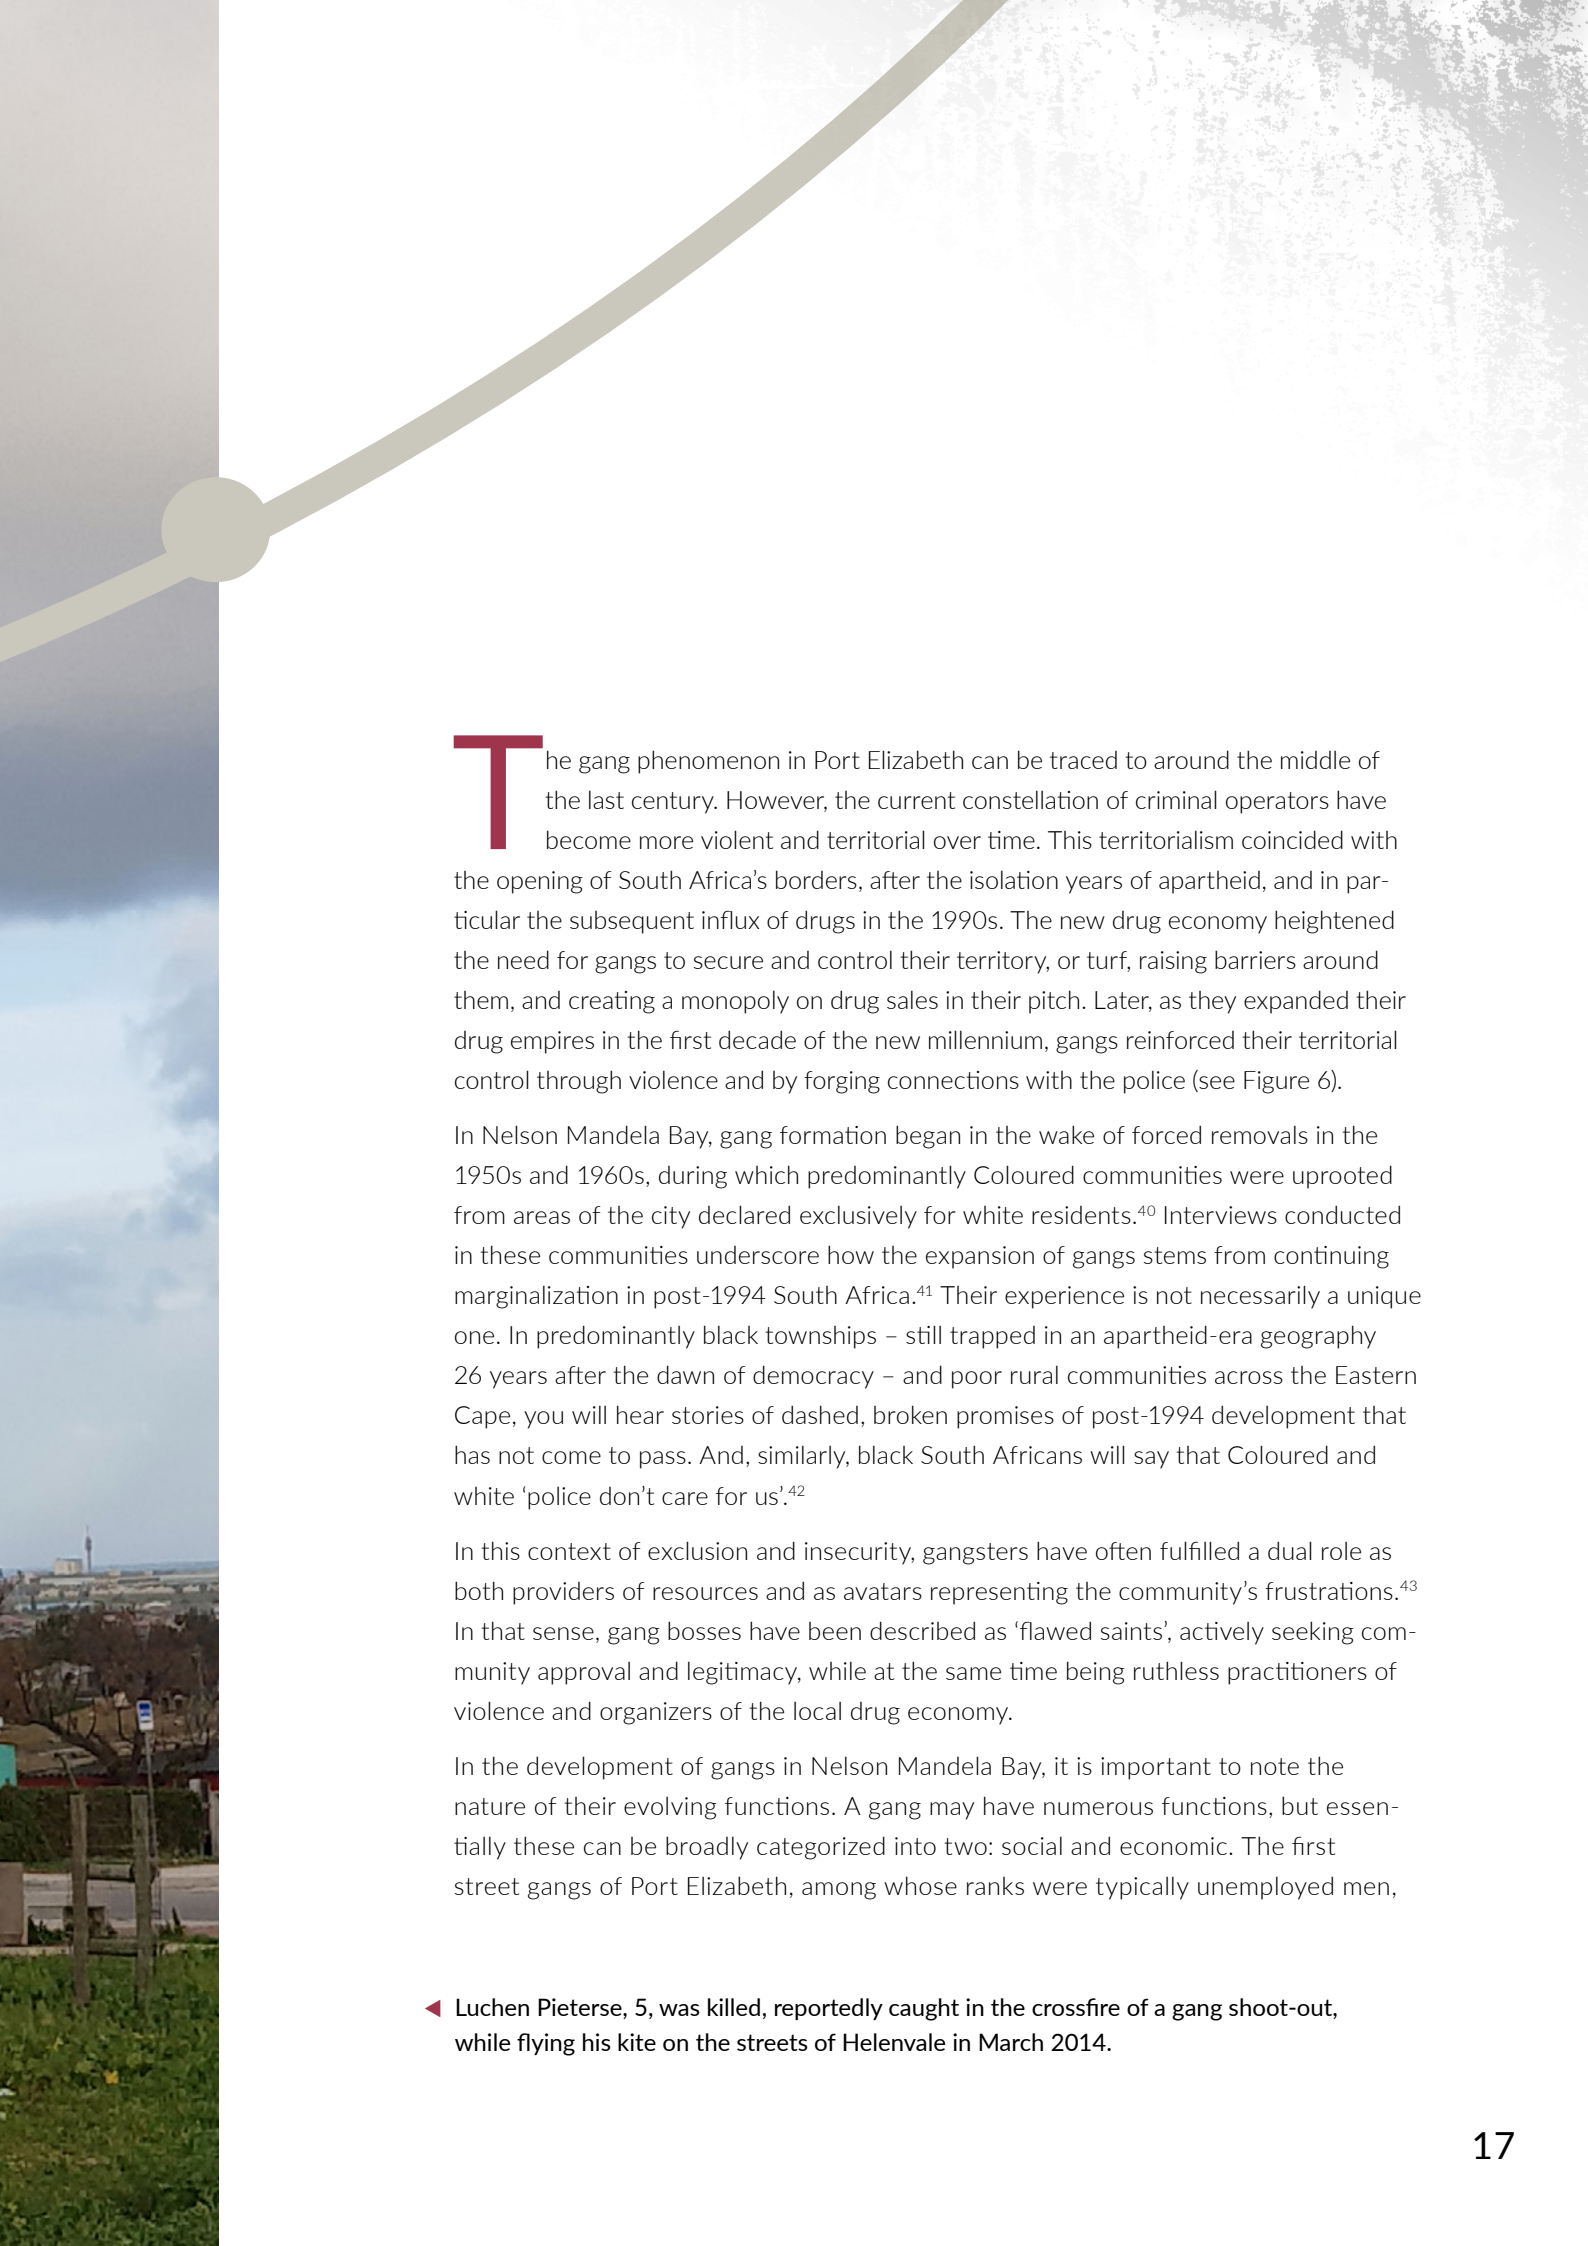 The gang phenomenon in Port Elizabeth can be traced to around the middle of
the last century. However, the current constellation of criminal operators have
become more violent and territorial over time. This territorialism coincided with
the opening of South Africa’s borders, after the isolation years of apartheid, and in par-
ticular the subsequent influx of drugs in the 1990s. The new drug economy heightened
the need for gangs to secure and control their territory, or turf, raising barriers around
them, and creating a monopoly on drug sales in their pitch. Later, as they expanded their
drug empires in the first decade of the new millennium, gangs reinforced their territorial
control through violence and by forging connections with the police (see Figure 6).
In Nelson Mandela Bay, gang formation began in the wake of forced removals in the
1950s and 1960s, during which predominantly Coloured communities were uprooted
from areas of the city declared exclusively for white residents.40 Interviews conducted
in these communities underscore how the expansion of gangs stems from continuing
marginalization in post-1994 South Africa.41 Their experience is not necessarily a unique
one. In predominantly black townships – still trapped in an apartheid-era geography
26 years after the dawn of democracy – and poor rural communities across the Eastern
Cape, you will hear stories of dashed, broken promises of post-1994 development that
has not come to pass. And, similarly, black South Africans will say that Coloured and
white ‘police don’t care for us’.42
In this context of exclusion and insecurity, gangsters have often fulfilled a dual role as
both providers of resources and as avatars representing the community’s frustrations.43
In that sense, gang bosses have been described as ‘flawed saints’, actively seeking com-
munity approval and legitimacy, while at the same time being ruthless practitioners of
violence and organizers of the local drug economy.
In the development of gangs in Nelson Mandela Bay, it is important to note the
nature of their evolving functions. A gang may have numerous functions, but essen-
tially these can be broadly categorized into two: social and economic. The first
street gangs of Port Elizabeth, among whose ranks were typically unemployed men,
Luchen Pieterse, 5, was killed, reportedly caught in the crossfire of a gang shoot-out,
while flying his kite on the streets of Helenvale in March 2014.
17